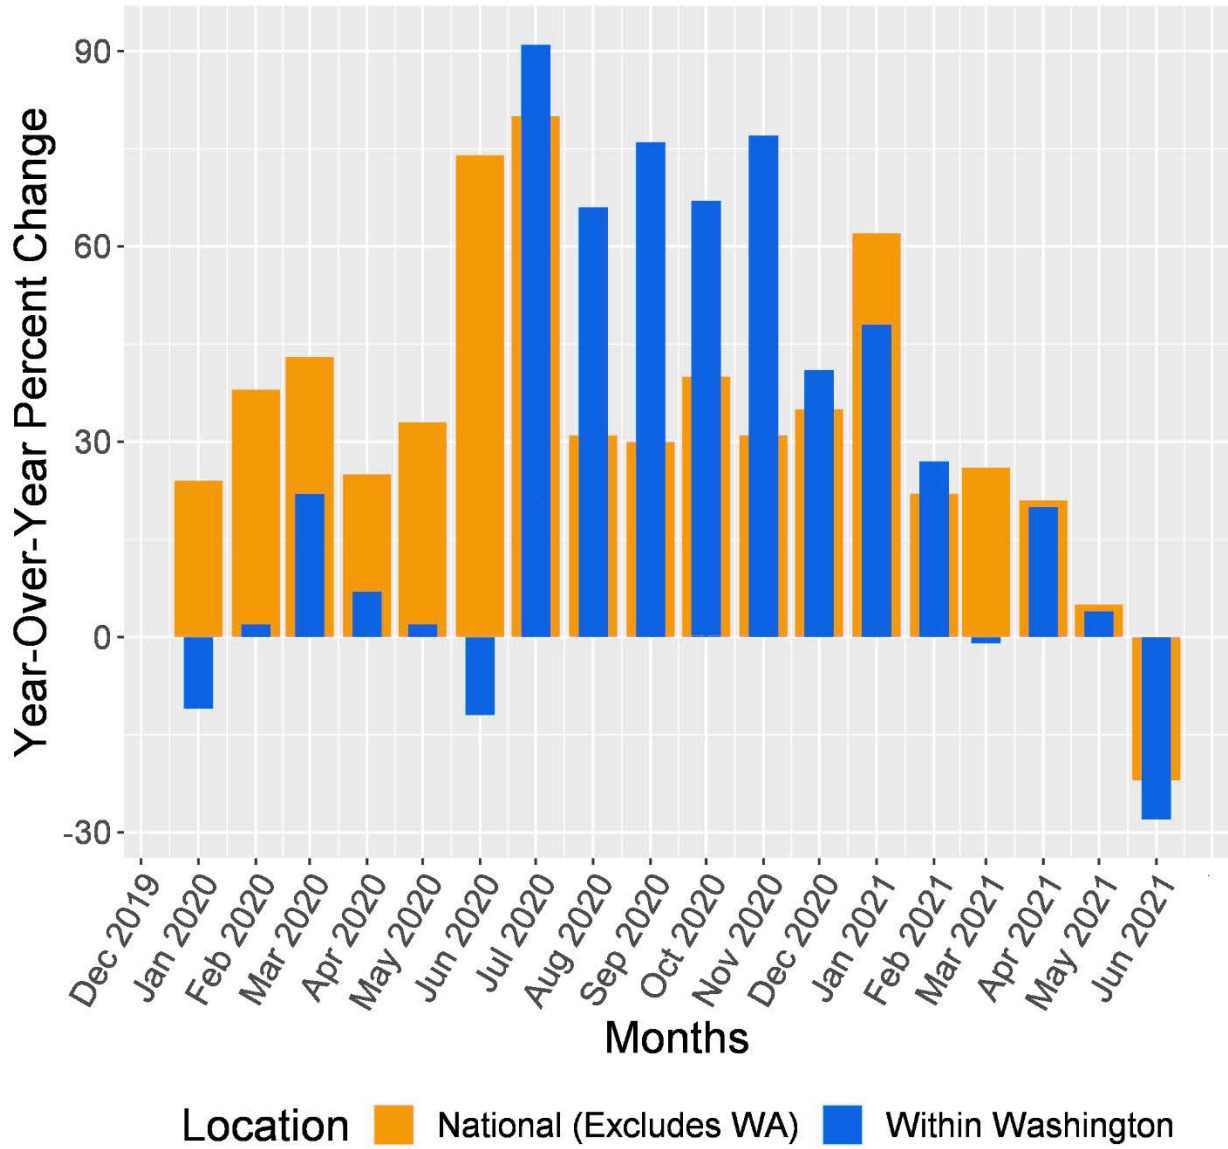 Year-Over-Year Percent Change
90
60
30
0
-30
Dec 2019
Jan 2020
Feb 2020
Mar 2020
Apr 2020
May 2020
Jun 2020
Jul 2020
Aug 2020
Sep 2020
Oct 2020
Nov 2020
Dec 2020
Jan 2021
Feb 2021
Mar 2021
Apr 2021
May 2021
Jun 2021
Months
Location National (Excludes WA) Within Washington